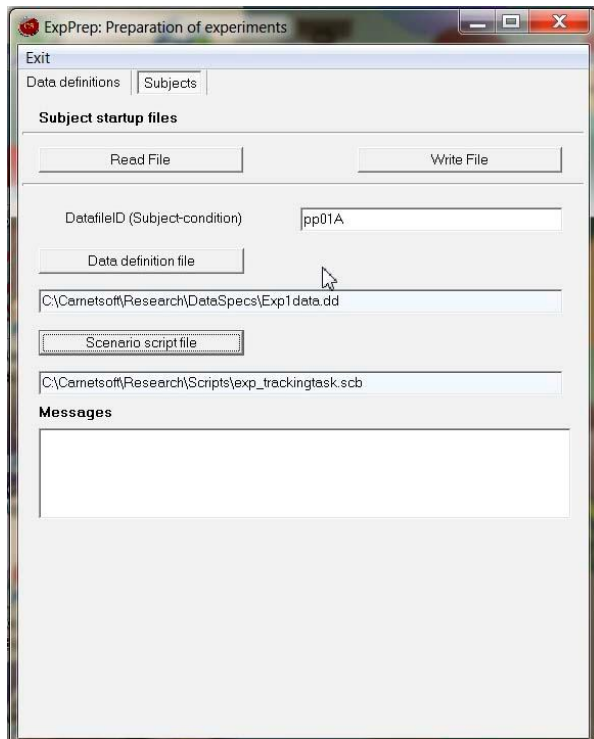 ExpPrep: Preparation of experiments
Exit
Data definitions Subjects
Subject startup files
Read File Write File
DatafileID (Subject-condition) pp01A
Data definition file
C:\Carnetsoft\Research\DataSpecs\Exp1data.dd
Scenario script file
C:\Carnetsoft\Research\Scripts\exp_trackingtask.scb
Messages